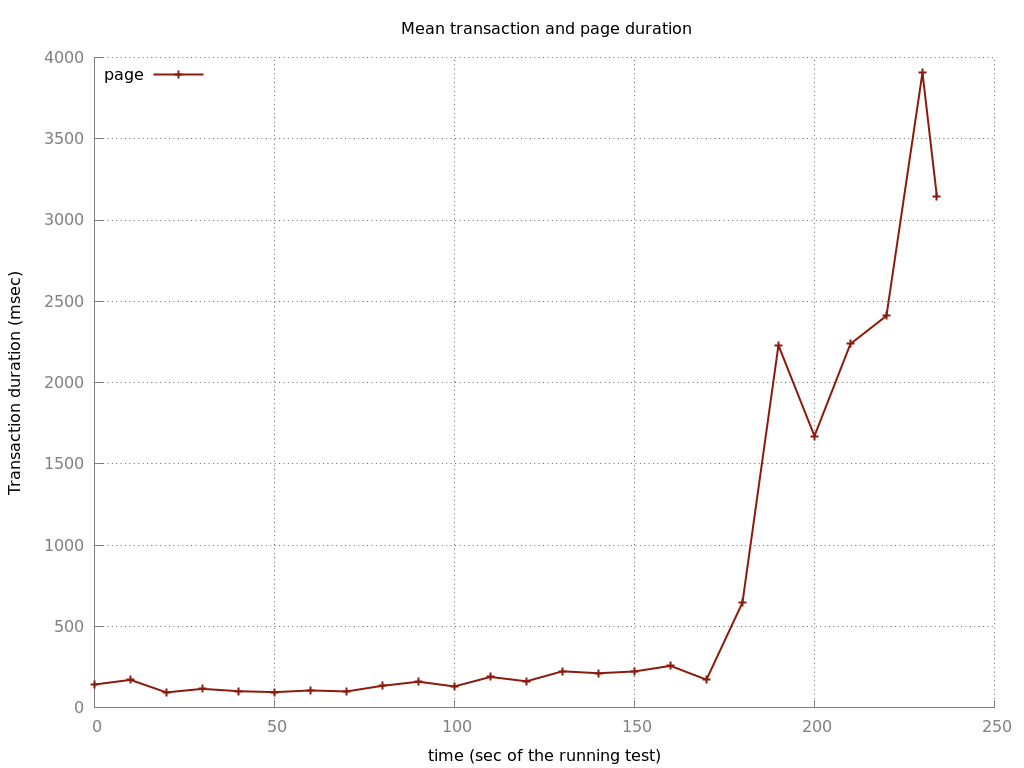 Mean transaction and page duration
4000
page
3500
3000
2500
2000
1500
1000
500
0
Transaction duration (msec)
0 50 100 150 200 250
time (sec of the running test)